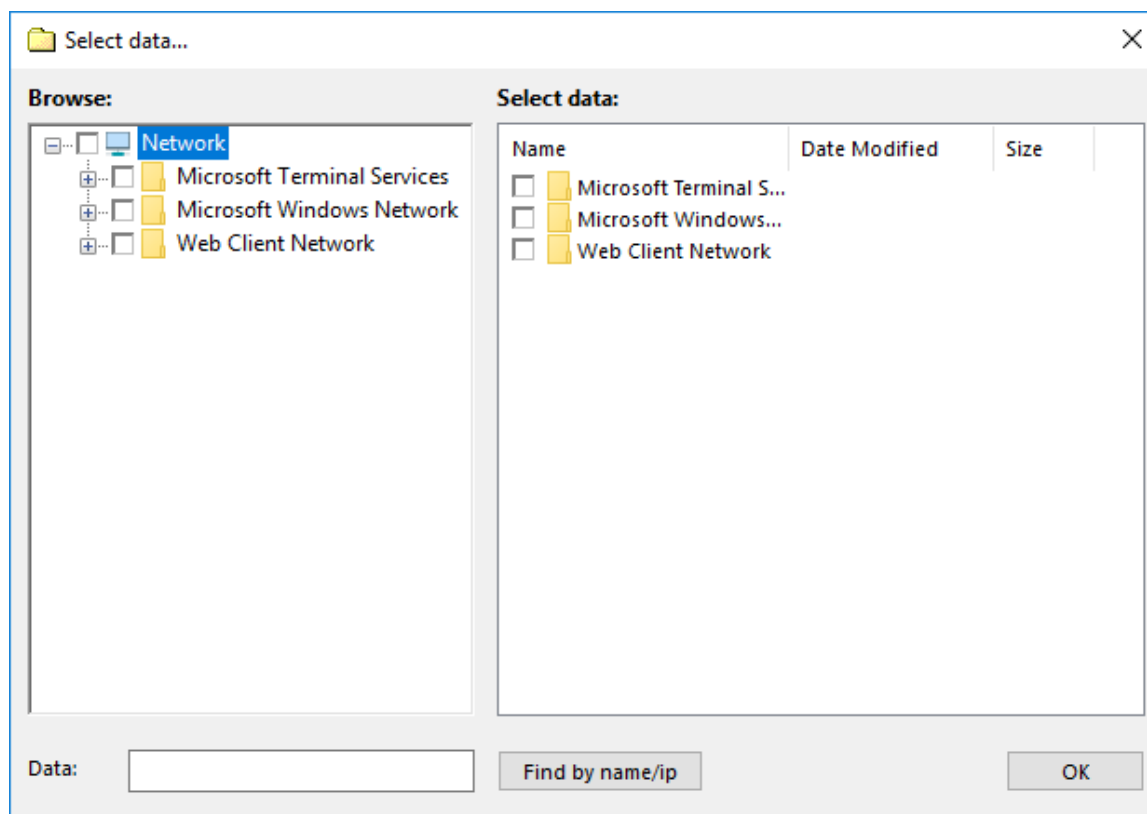 Select data...
Browse:
Select data:
Network
Microsoft Terminal Services
Microsoft Windows Network
Web Client Network
Name Date Modified Size
Microsoft Terminal S...
Microsoft Windows...
Web Client Network
Data:
Find by name/ip
OK